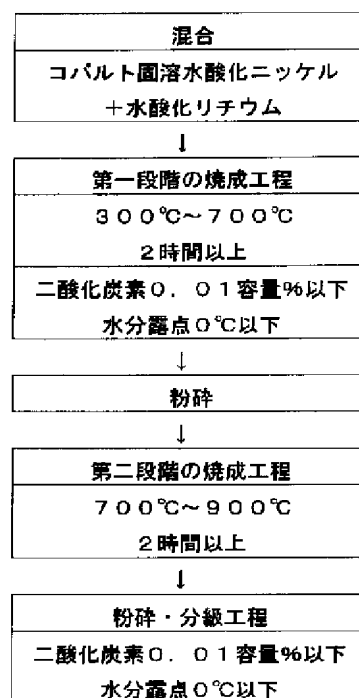 混合
コバルト固溶水酸化ニッケル
+水酸化リチウム
↓
第一段階の焼成工程
300℃~700℃
2時間以上
二酸化炭素0.01容量%以下
水分露点0℃以下
↓
粉砕
↓
第二段階の焼成工程
700℃~900℃
2時間以上
↓
粉砕・分級工程
二酸化炭素0.01容量%以下
水分露点0℃以下